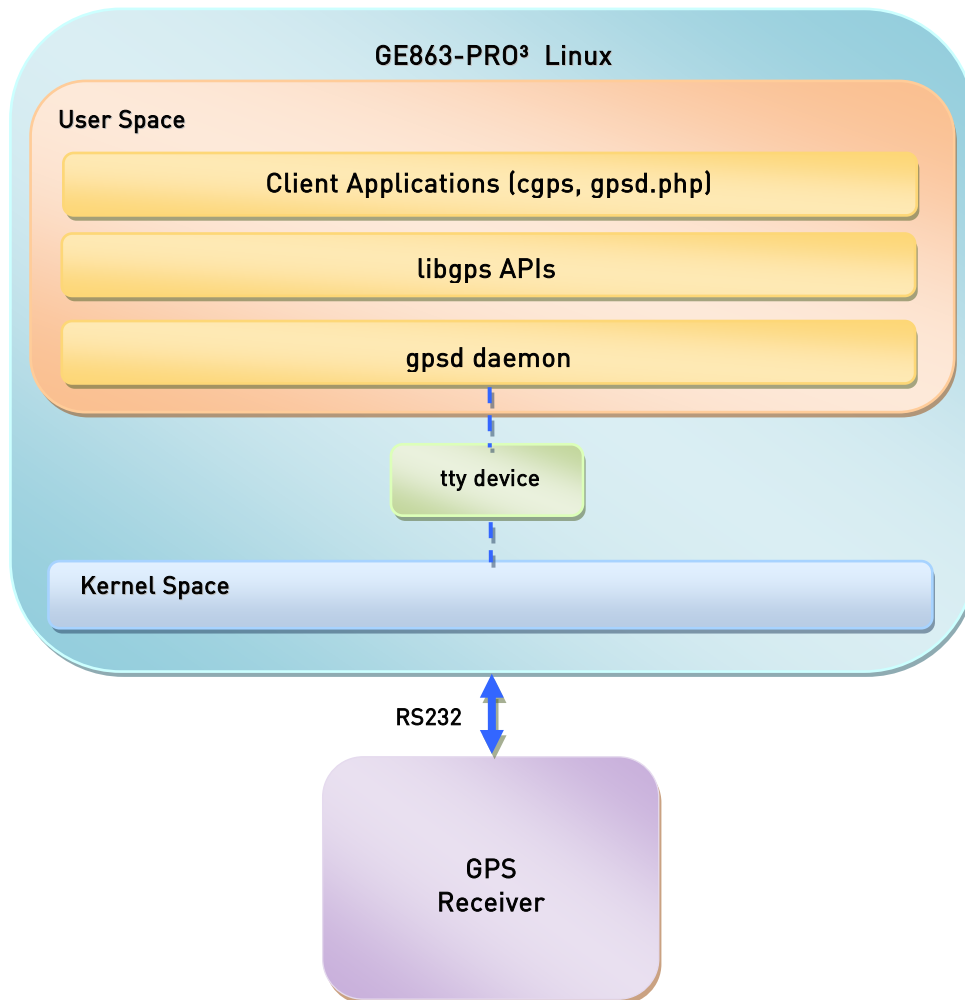 GE863-PRO³ Linux
User Space
Client Applications (cgps, gpsd.php)
libgps APIs
gpsd daemon
tty device
Kernel Space
RS232
GPS
Receiver